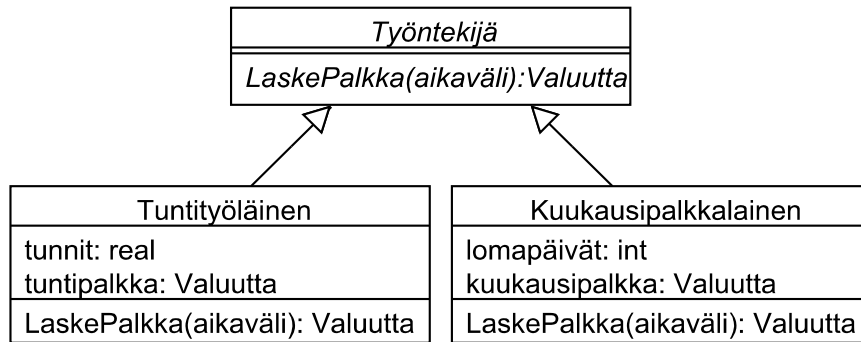 Työntekijä
LaskePalkka(aikaväli):Valuutta
Tuntityöläinen
tunnit: real
tuntipalkka: Valuutta
LaskePalkka(aikaväli): Valuutta
Kuukausipalkkalainen
lomapäivät: int
kuukausipalkka: Valuutta
LaskePalkka(aikaväli): Valuutta